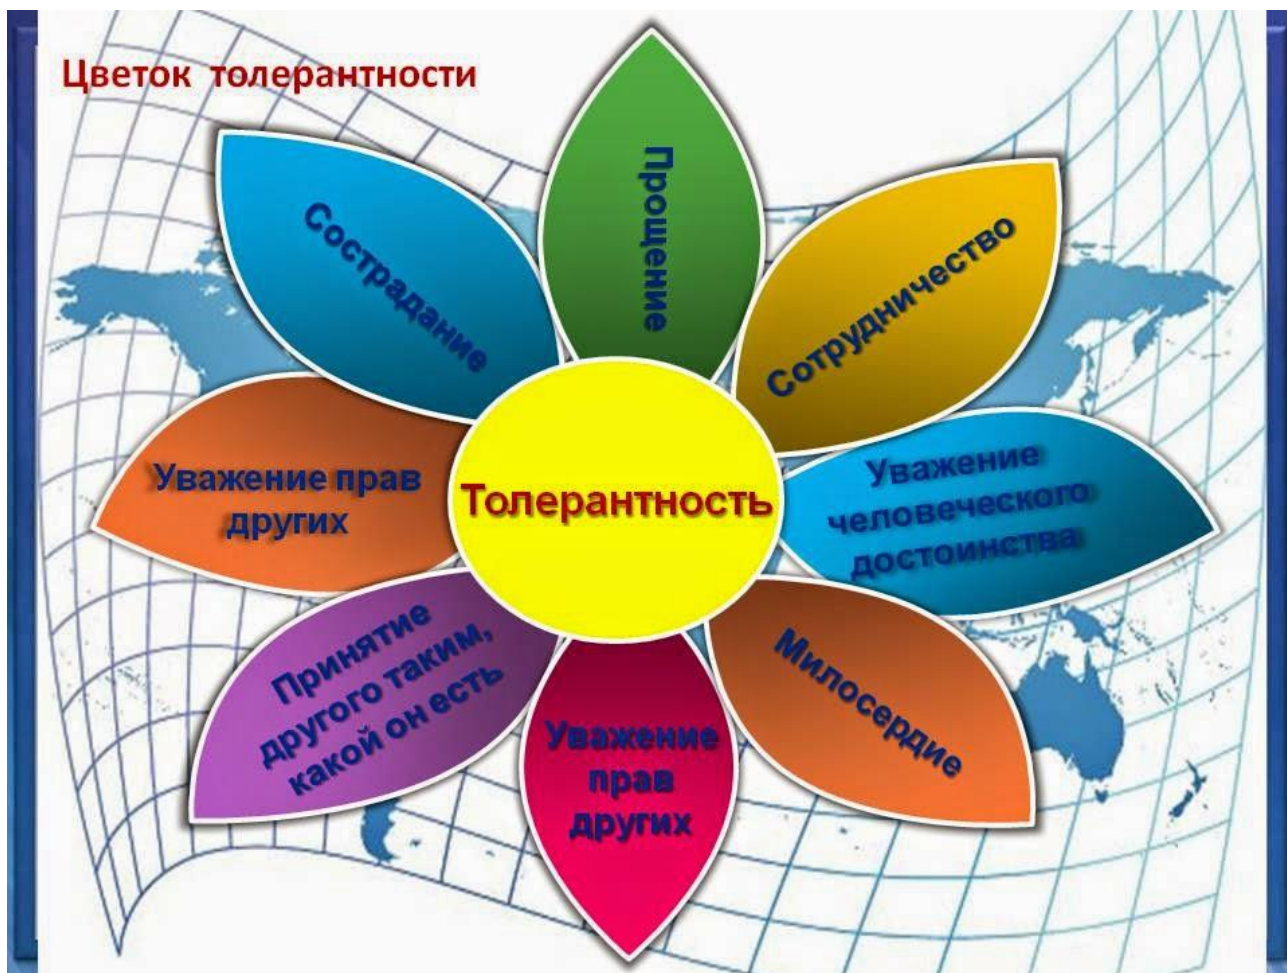 Цветок толерантности
Прощение
Сотрудничество
Уважение
человеческого
достоинства
Милосердие
Уважение
прав
других
Принятие
другого таким,
какой он есть
Уважение прав
других
Сострадание
Толерантность